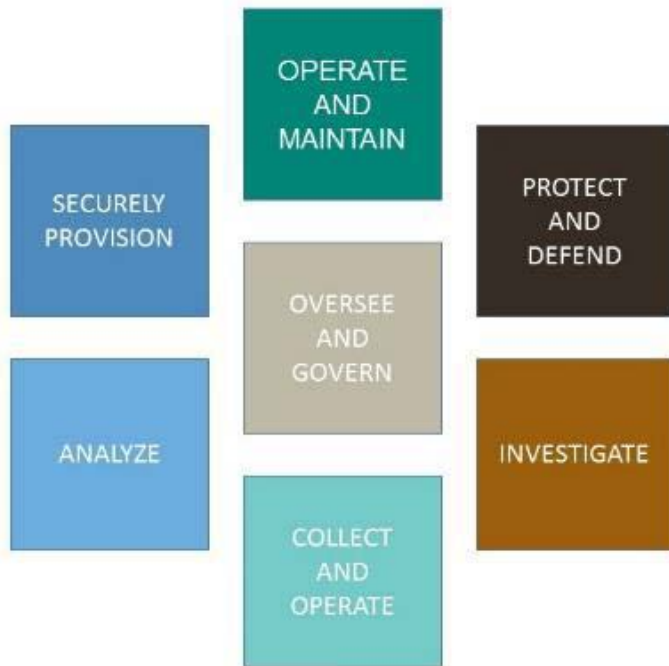 OPERATE
AND
MAINTAIN
SECURELY
PROVISION
PROTECT
AND
DEFEND
OVERSEE
AND
GOVERN
ANALYZE
INVESTIGATE
COLLECT
AND
OPERATE